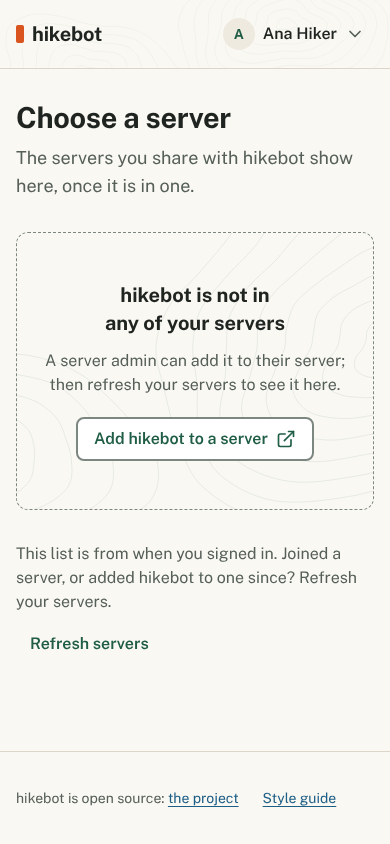 hikebot
A
Ana Hiker
Choose a server
The servers you share with hikebot show
here, once it is in one.
hikebot is not in
any of your servers
A server admin can add it to their server;
then refresh your servers to see it here.
Add hikebot to a server
This list is from when you signed in. Joined a
server, or added hikebot to one since? Refresh
your servers.
Refresh servers
hikebot is open source: the project
Style guide